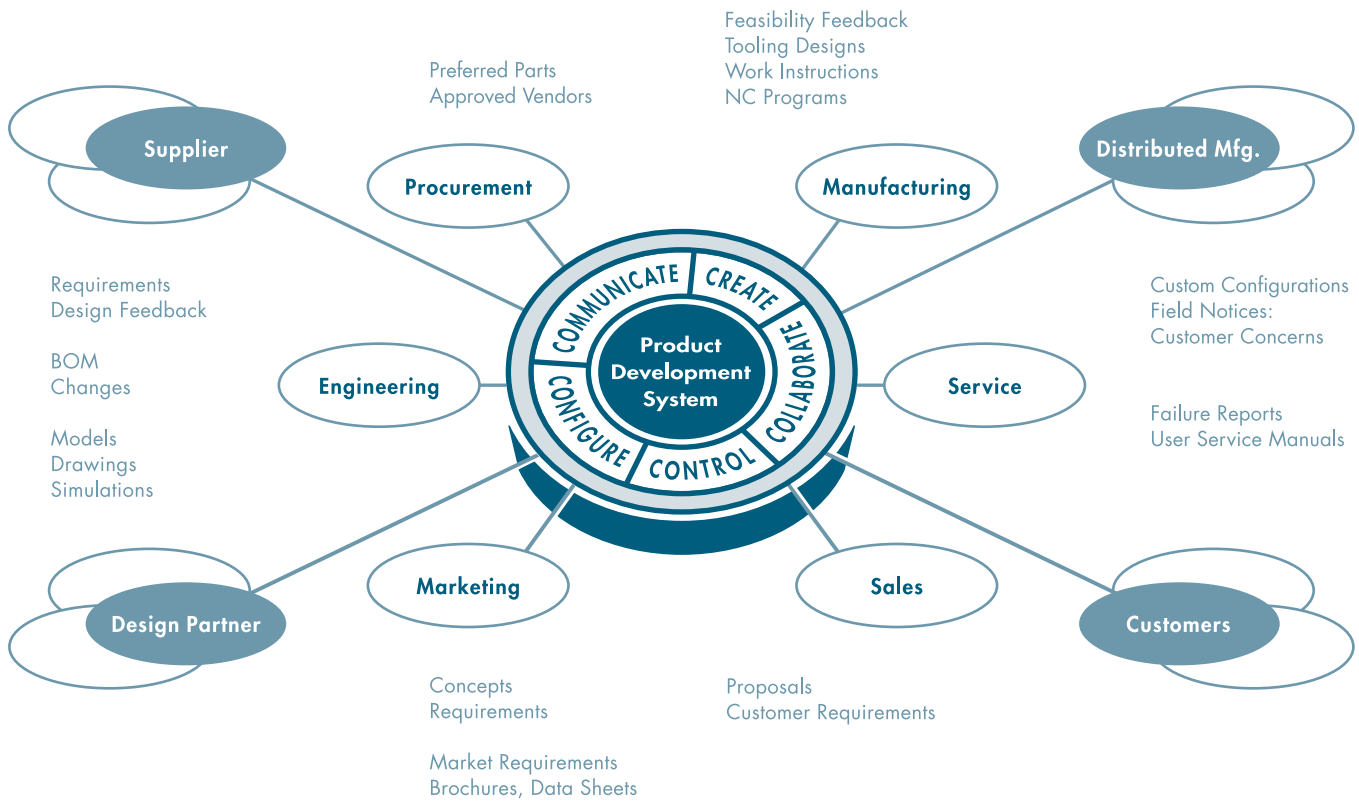 Feasibility Feedback
Tooling Designs
Work Instructions
NC Programs
Preferred Parts
Approved Vendors
Supplier
Distributed Mfg.
Procurement
Manufacturing
Requirements
Design Feedback
BOM
Changes
Models
Drawings
Simulations
Custom Configurations
Field Notices:
Customer Concerns
Failure Reports
User Service Manuals
Engineering
Service
COMMUNICATE
CREATE
COLLABORATE
CONTROL
CONFIGURE
Product
Development
System
Marketing
Sales
Design Partner
Customers
Concepts
Requirements
Market Requirements
Brochures, Data Sheets
Proposals
Customer Requirements